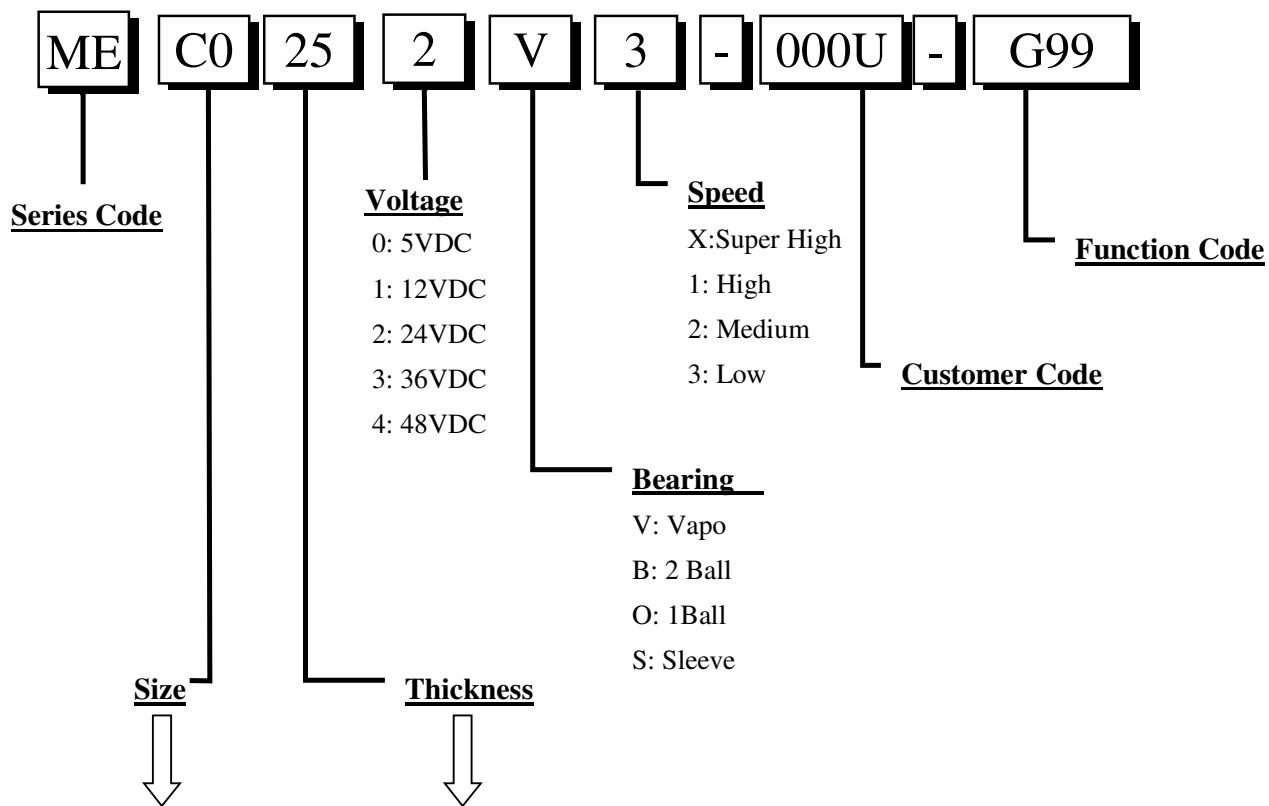 ME C0 25 2 V 3 - 000U - G99
Series Code
Voltage
0: 5VDC
1: 12VDC
2: 24VDC
3: 36VDC
4: 48VDC
Speed
X:Super High
1: High
2: Medium
3: Low
Function Code
Customer Code
Bearing
V: Vapo
B: 2 Ball
O: 1Ball
S: Sleeve
Size
Thickness